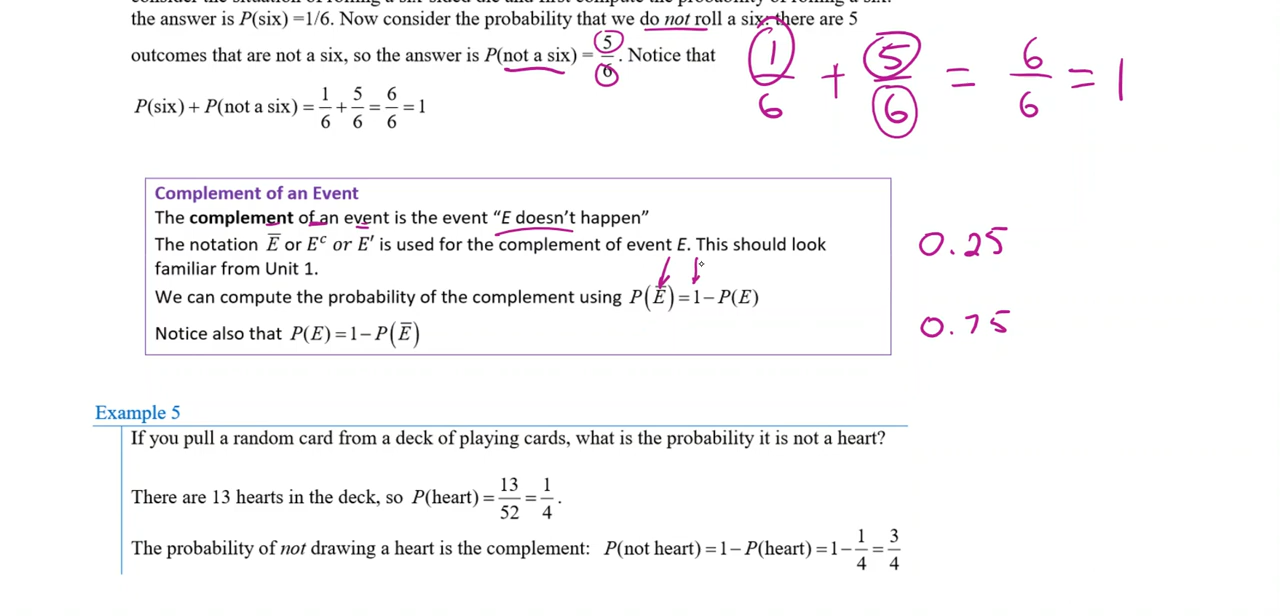 the answer is P(six) =1/6. Now consider the probability that we do not roll a six: there are 5
outcomes that are not a six, so the answer is P(not a six) = 5/6. Notice that
1/6 + 5/6 = 6/6 = 1
P(six) + P(not a six) = 1/6 + 5/6 = 6/6 = 1
Complement of an Event
The complement of an event is the event “E doesn’t happen”
The notation E̅ or Eᶜ or E′ is used for the complement of event E. This should look
familiar from Unit 1.
0.25
We can compute the probability of the complement using P(E̅) = 1 − P(E)
Notice also that P(E) = 1 − P(E̅)
0.75
Example 5
If you pull a random card from a deck of playing cards, what is the probability it is not a heart?
There are 13 hearts in the deck, so P(heart) = 13/52 = 1/4.
The probability of not drawing a heart is the complement: P(not heart) = 1 − P(heart) = 1 − 1/4 = 3/4